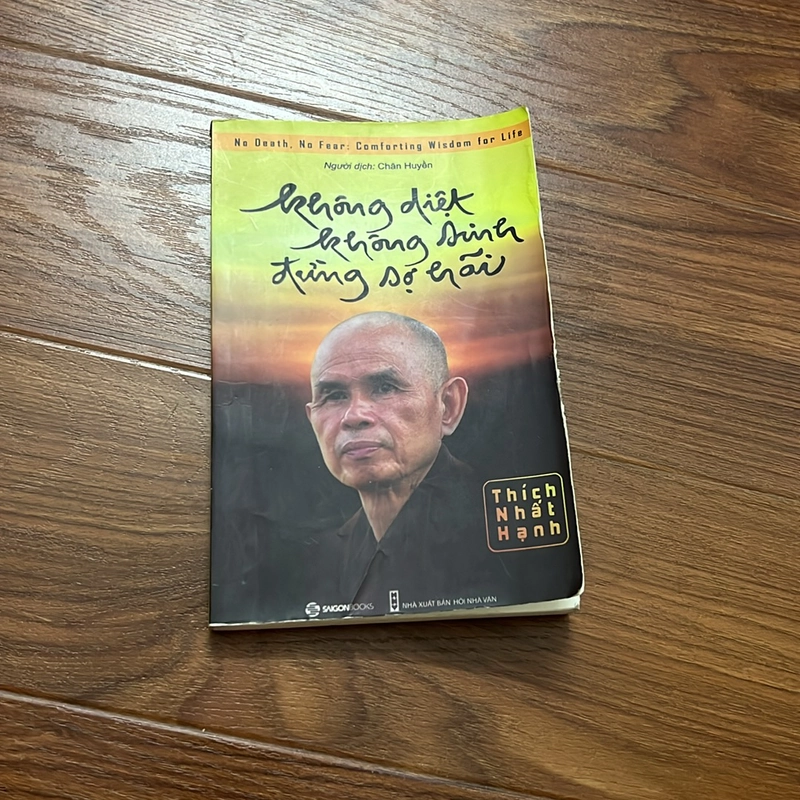 No Death, No Fear: Comforting Wisdom for Life
Người dịch: Chân Huyền
không diệt
không sinh
đừng sợ hãi
Thích
Nhất
Hạnh
SAIGONBOOKS
NHÀ XUẤT BẢN HỘI NHÀ VĂN